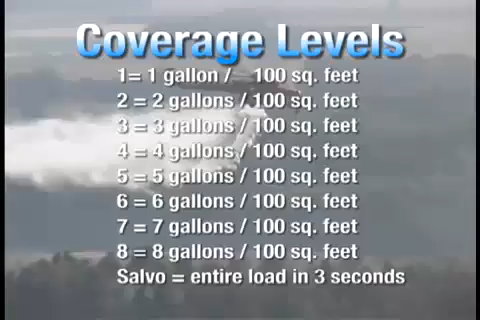 Coverage Levels
1= 1 gallon / 100 sq. feet
2 = 2 gallons / 100 sq. feet
3 = 3 gallons / 100 sq. feet
4 = 4 gallons / 100 sq. feet
5 = 5 gallons / 100 sq. feet
6 = 6 gallons / 100 sq. feet
7 = 7 gallons / 100 sq. feet
8 = 8 gallons / 100 sq. feet
Salvo = entire load in 3 seconds